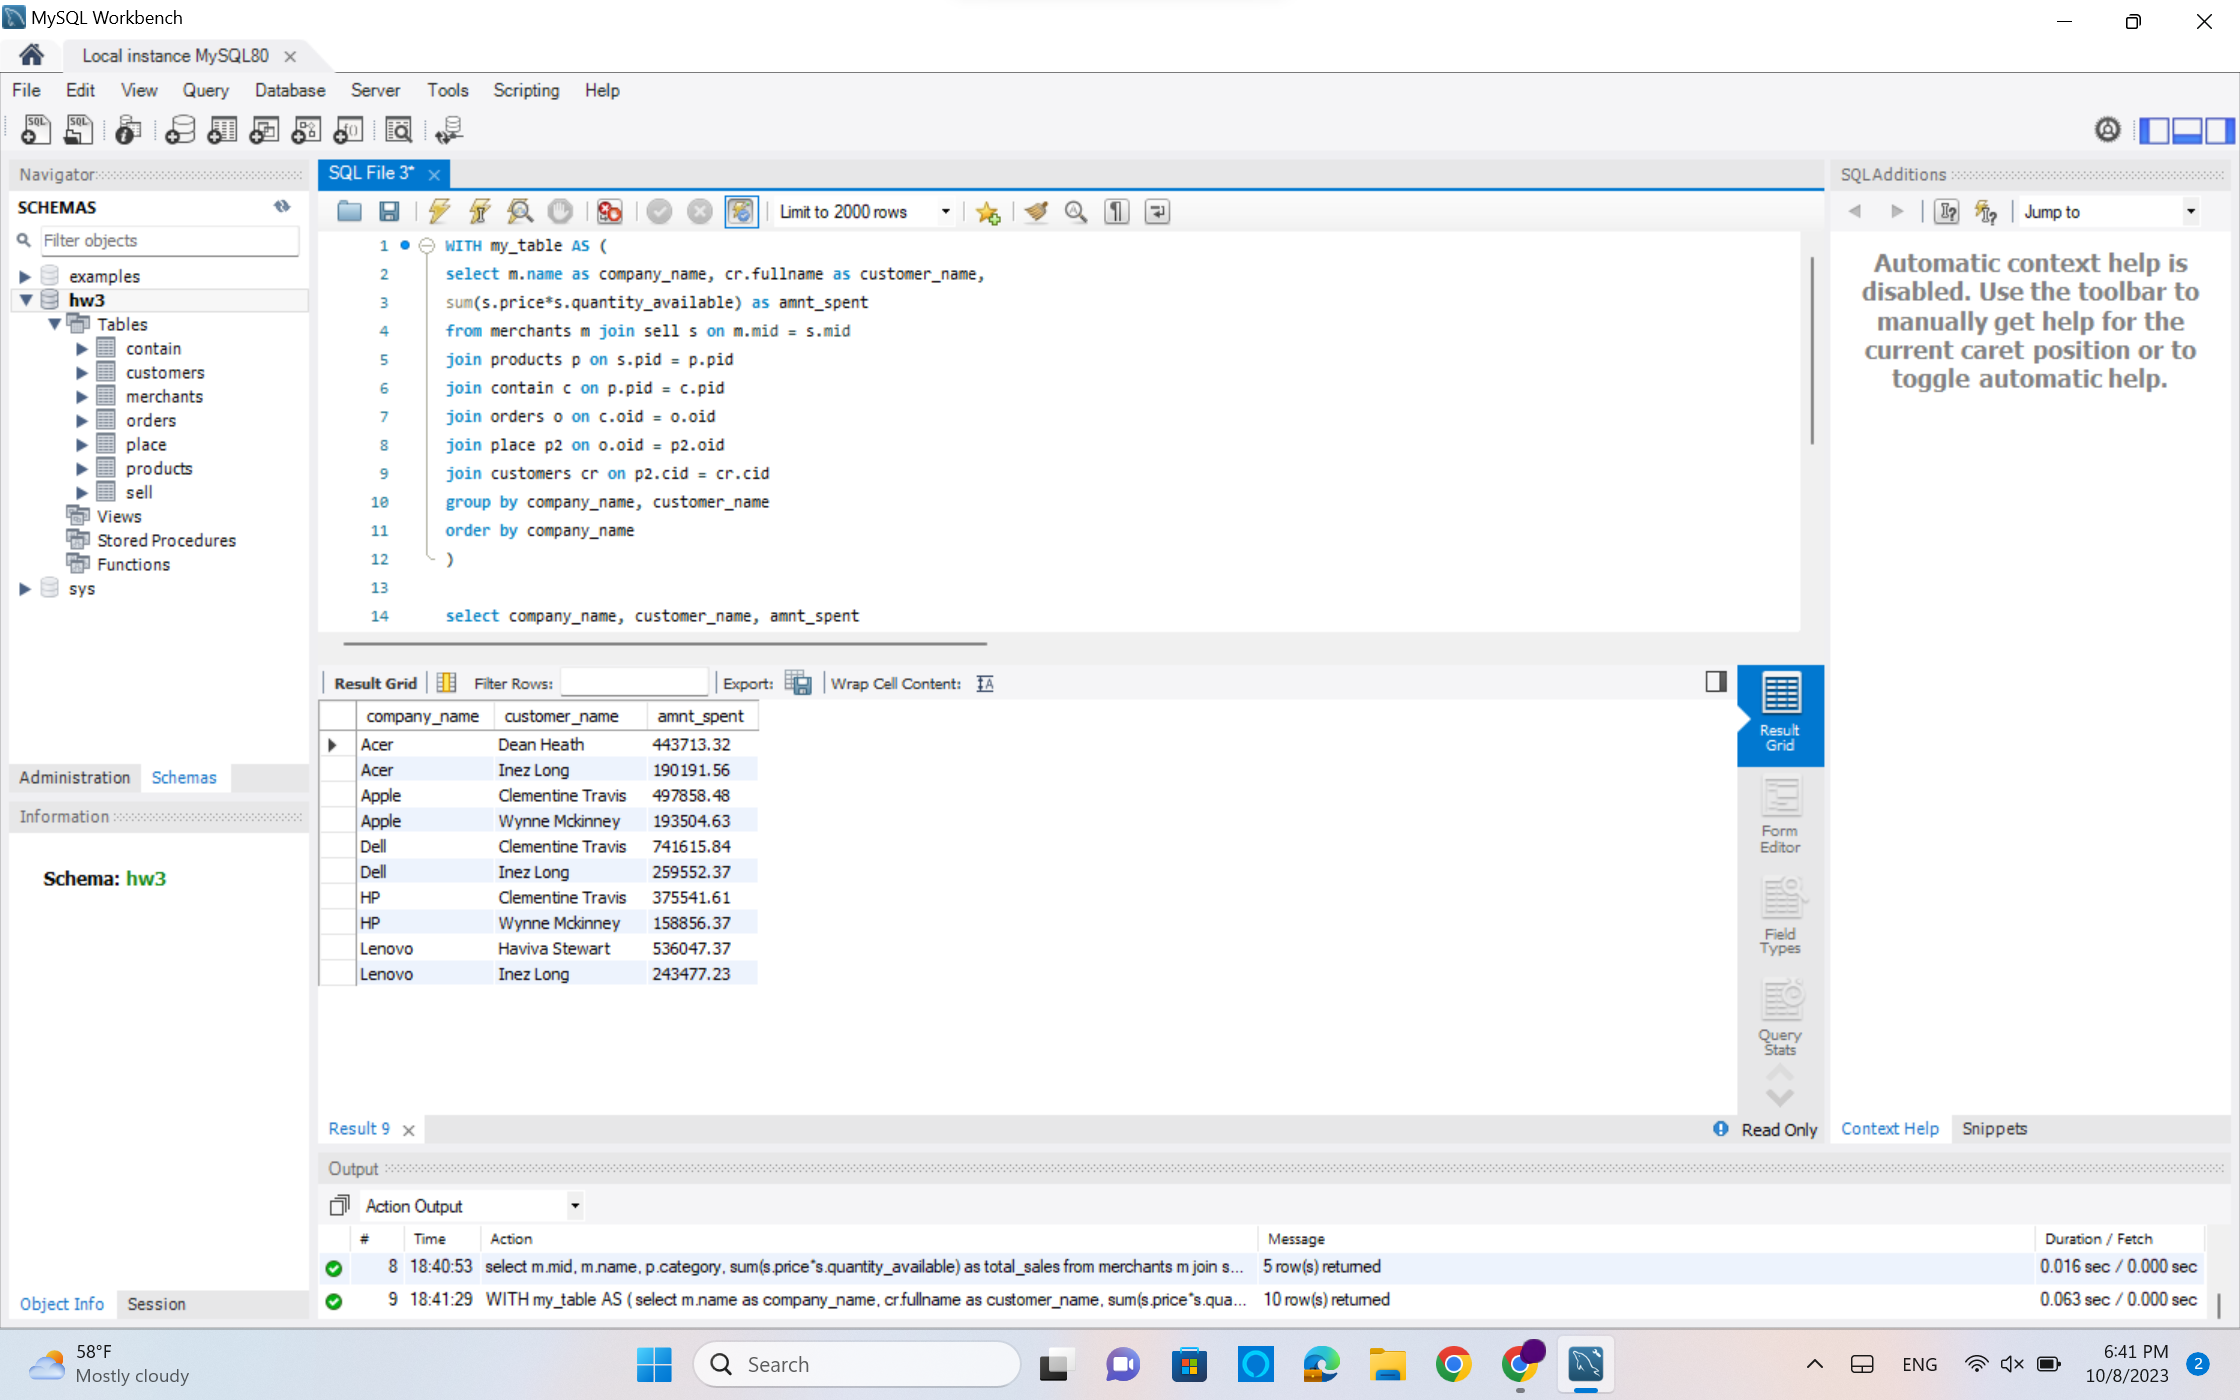 MySQL Workbench
Local instance MySQL80
File Edit View Query Database Server Tools Scripting Help
Navigator
SCHEMAS
Filter objects
examples
hw3
Tables
contain
customers
merchants
orders
place
products
sell
Views
Stored Procedures
Functions
sys
Administration Schemas
Information
Schema: hw3
Object Info Session
SQL File 3*
Limit to 2000 rows
1 WITH my_table AS (
2 select m.name as company_name, cr.fullname as customer_name,
3 sum(s.price*s.quantity_available) as amnt_spent
4 from merchants m join sell s on m.mid = s.mid
5 join products p on s.pid = p.pid
6 join contain c on p.pid = c.pid
7 join orders o on c.oid = o.oid
8 join place p2 on o.oid = p2.oid
9 join customers cr on p2.cid = cr.cid
10 group by company_name, customer_name
11 order by company_name
12 )
13
14 select company_name, customer_name, amnt_spent
Result Grid Filter Rows: Export: Wrap Cell Content:
company_name customer_name amnt_spent
Acer Dean Heath 443713.32
Acer Inez Long 190191.56
Apple Clementine Travis 497858.48
Apple Wynne Mckinney 193504.63
Dell Clementine Travis 741615.84
Dell Inez Long 259552.37
HP Clementine Travis 375541.61
HP Wynne Mckinney 158856.37
Lenovo Haviva Stewart 536047.37
Lenovo Inez Long 243477.23
Result
Grid
Form
Editor
Field
Types
Query
Stats
Result 9
Read Only
SQLAdditions
Jump to
Automatic context help is
disabled. Use the toolbar to
manually get help for the
current caret position or to
toggle automatic help.
Context Help Snippets
Output
Action Output
# Time Action Message Duration / Fetch
8 18:40:53 select m.mid, m.name, p.category, sum(s.price*s.quantity_available) as total_sales from merchants m join s... 5 row(s) returned 0.016 sec / 0.000 sec
9 18:41:29 WITH my_table AS ( select m.name as company_name, cr.fullname as customer_name, sum(s.price*s.qua... 10 row(s) returned 0.063 sec / 0.000 sec
58°F
Mostly cloudy
Search
ENG
6:41 PM
10/8/2023
2